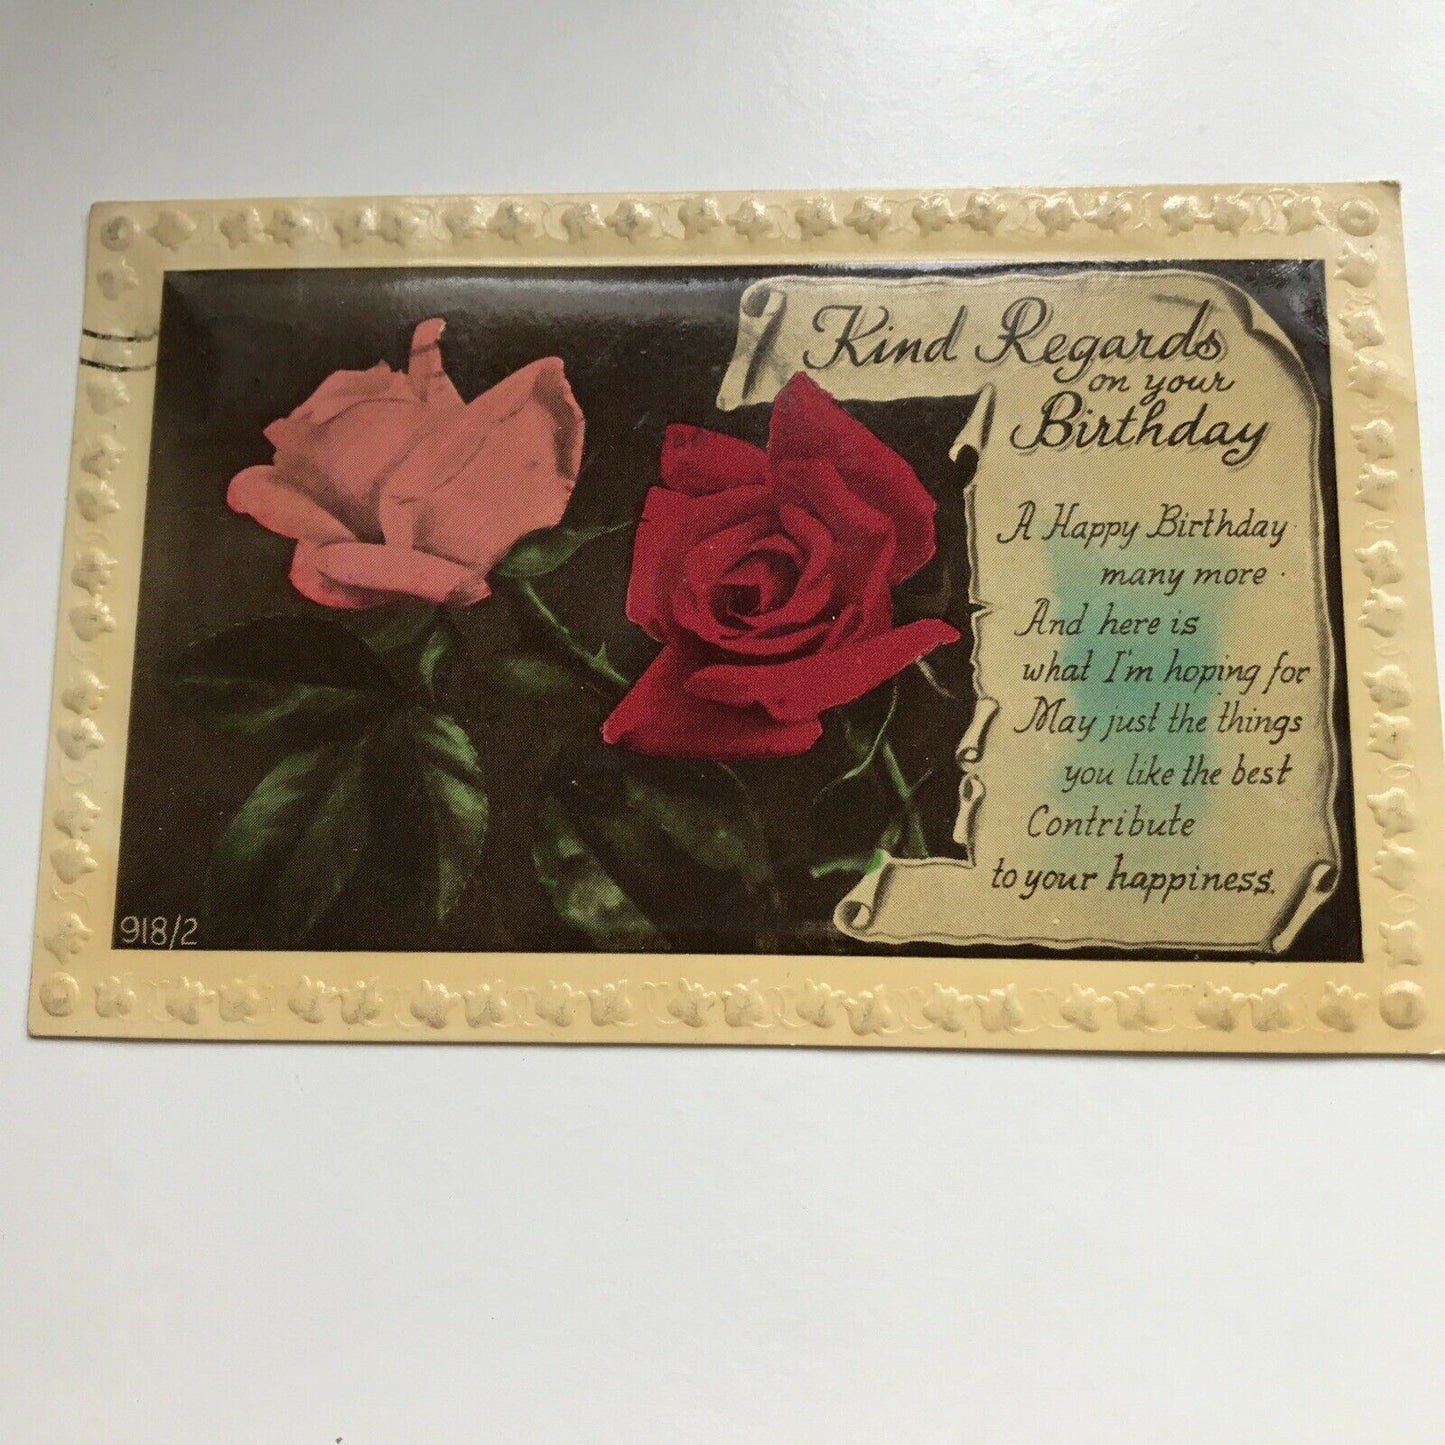 Kind Regards
on your
Birthday
A Happy Birthday
many more
And here is
what I'm hoping for
May just the things
you like the best
Contribute
to your happiness.
918/2